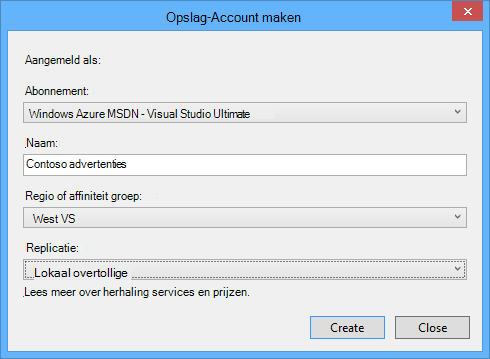 Opslag-Account maken
Aangemeld als:
Abonnement:
Windows Azure MSDN - Visual Studio Ultimate
Naam:
Contoso advertenties
Regio of affiniteit groep:
West VS
Replicatie:
Lokaal overtollige
Lees meer over herhaling services en prijzen.
Create Close